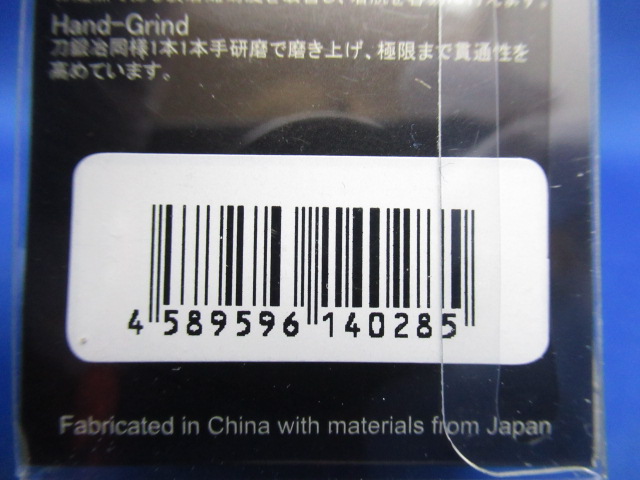 Hand-Grind
刀鍛冶同様1本1本手研磨で磨き上げ、極限まで貫通性を
高めています。
4 589596 140285
Fabricated in China with materials from Japan